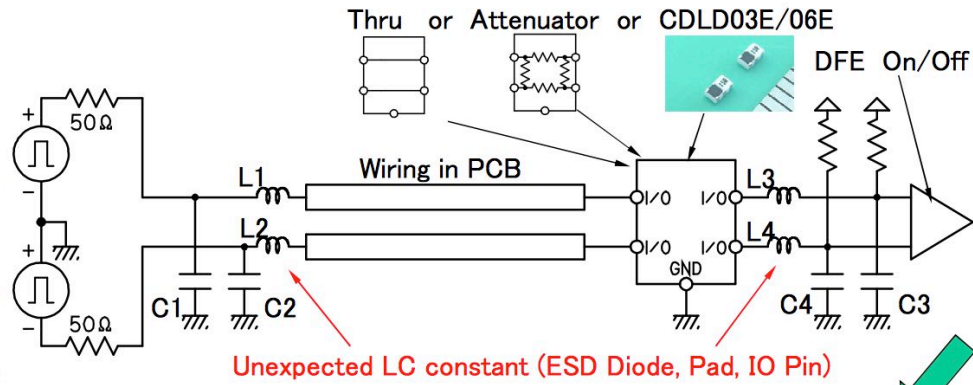 Thru or Attenuator or CDLD03E/06E
DFE On/Off
+
50Ω
-
L1
Wiring in PCB
I/O
I/O
L3
L2
I/O
I/O
L4
GND
+
-
50Ω
C1
C2
C4
C3
Unexpected LC constant (ESD Diode, Pad, IO Pin)